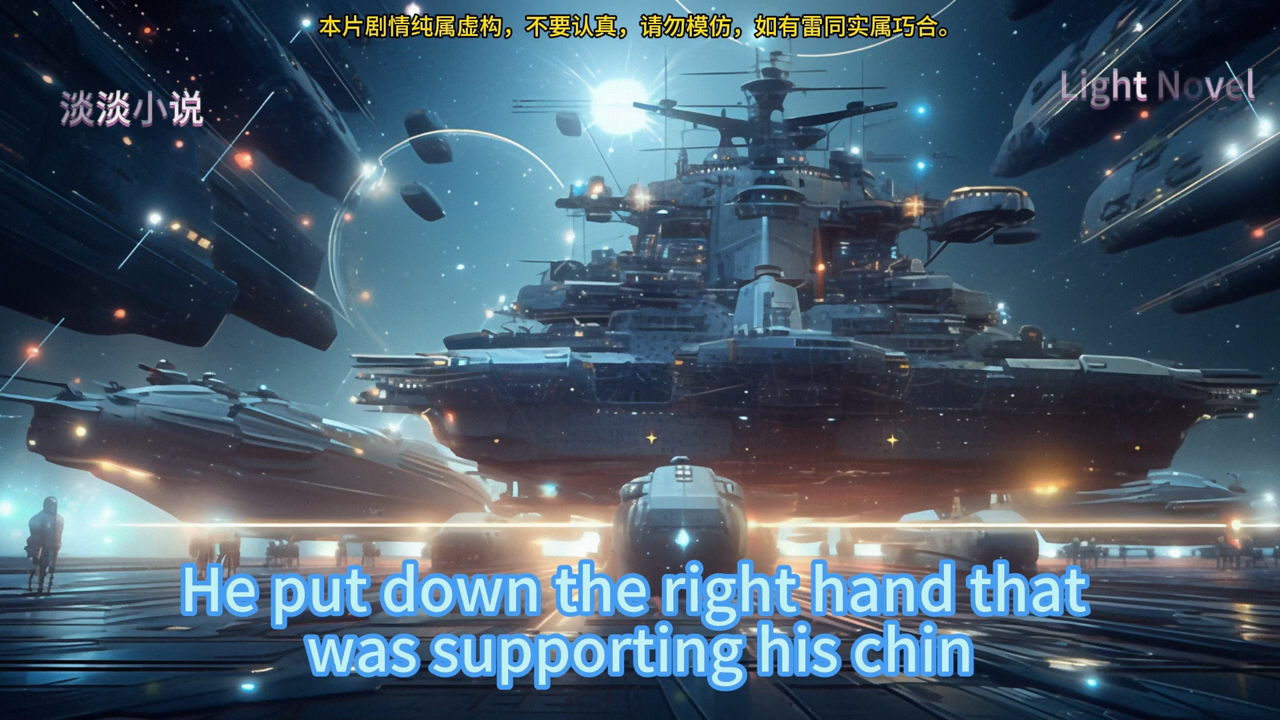 本片剧情纯属虚构，不要认真，请勿模仿，如有雷同实属巧合。
淡淡小说
Light Novel
He put down the right hand that
was supporting his chin